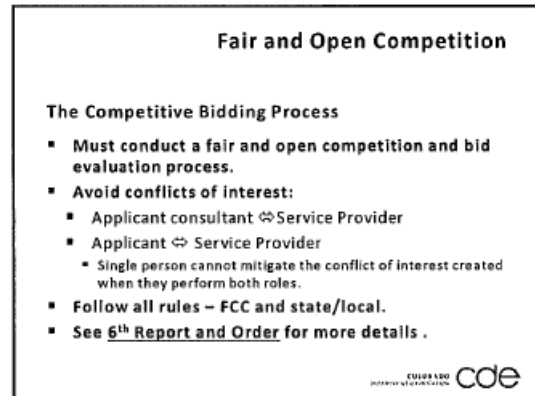 Fair and Open Competition
The Competitive Bidding Process
▪ Must conduct a fair and open competition and bid
evaluation process.
▪ Avoid conflicts of interest:
▪ Applicant consultant ⇔Service Provider
▪ Applicant ⇔ Service Provider
▪ Single person cannot mitigate the conflict of interest created
when they perform both roles.
▪ Follow all rules – FCC and state/local.
▪ See 6th Report and Order for more details .
COLORADO
cde